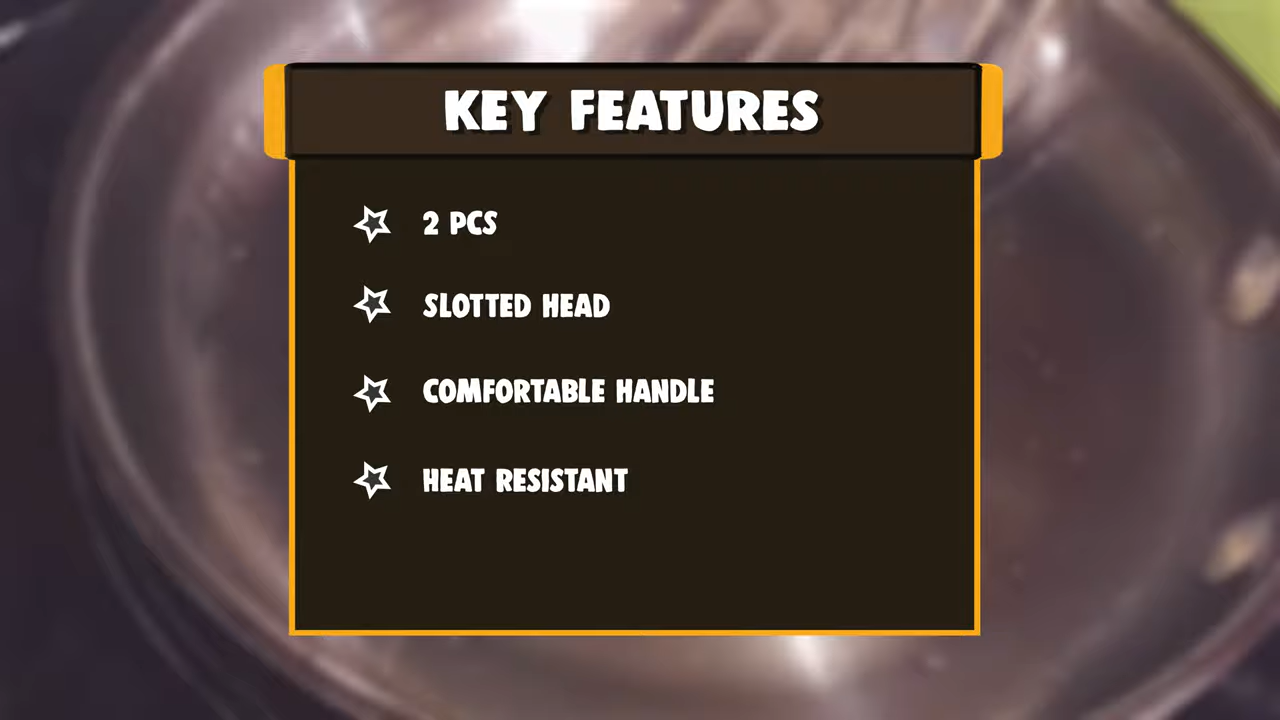 KEY FEATURES
2 PCS
SLOTTED HEAD
COMFORTABLE HANDLE
HEAT RESISTANT